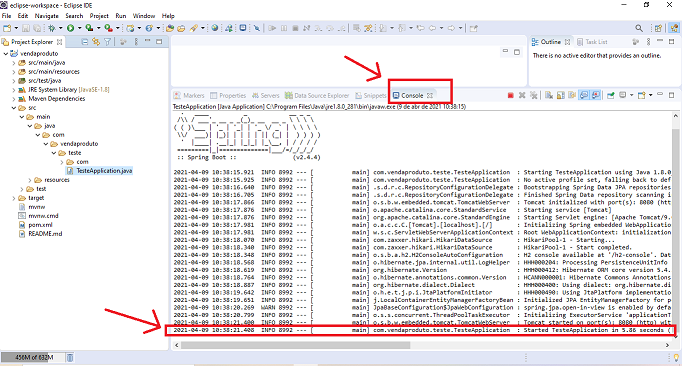 eclipse-workspace - Eclipse IDE
File Edit Source Refactor Navigate Search Project Run Window Help
Project Explorer
vendaproduto
src/main/java
src/main/resources
src/test/java
JRE System Library [JavaSE-1.8]
Maven Dependencies
src
main
java
com
vendaproduto
teste
com
TesteApplication.java
resources
test
target
mvnw
mvnw.cmd
pom.xml
README.md
Outline Task List
There is no active editor that provides an outline.
Markers Properties Servers Data Source Explorer Snippets Console
TesteApplication [Java Application] C:\Program Files\Java\jre1.8.0_281\bin\javaw.exe (9 de abr de 2021 10:38:15)
:: Spring Boot :: (v2.4.4)
2021-04-09 10:38:15.921 INFO 8992 --- [ main] com.vendaproduto.teste.TesteApplication : Starting TesteApplication using Java 1.8.0
2021-04-09 10:38:15.925 INFO 8992 --- [ main] com.vendaproduto.teste.TesteApplication : No active profile set, falling back to def
2021-04-09 10:38:16.640 INFO 8992 --- [ main] .s.d.r.c.RepositoryConfigurationDelegate : Bootstrapping Spring Data JPA repositories
2021-04-09 10:38:16.705 INFO 8992 --- [ main] .s.d.r.c.RepositoryConfigurationDelegate : Finished Spring Data repository scanning i
2021-04-09 10:38:17.866 INFO 8992 --- [ main] o.s.b.w.embedded.tomcat.TomcatWebServer : Tomcat initialized with port(s): 8080 (htt
2021-04-09 10:38:17.876 INFO 8992 --- [ main] o.apache.catalina.core.StandardService : Starting service [Tomcat]
2021-04-09 10:38:17.876 INFO 8992 --- [ main] org.apache.catalina.core.StandardEngine : Starting Servlet engine: [Apache Tomcat/9.
2021-04-09 10:38:17.981 INFO 8992 --- [ main] o.a.c.c.C.[Tomcat].[localhost].[/] : Initializing Spring embedded WebApplication
2021-04-09 10:38:17.981 INFO 8992 --- [ main] w.s.c.ServletWebServerApplicationContext : Root WebApplicationContext: initialization
2021-04-09 10:38:18.070 INFO 8992 --- [ main] com.zaxxer.hikari.HikariDataSource : HikariPool-1 - Starting...
2021-04-09 10:38:18.340 INFO 8992 --- [ main] com.zaxxer.hikari.HikariDataSource : HikariPool-1 - Start completed.
2021-04-09 10:38:18.348 INFO 8992 --- [ main] o.s.b.a.h2.H2ConsoleAutoConfiguration : H2 console available at '/h2-console'. Dat
2021-04-09 10:38:18.568 INFO 8992 --- [ main] o.hibernate.jpa.internal.util.LogHelper : HHH000204: Processing PersistenceUnitInfo
2021-04-09 10:38:18.619 INFO 8992 --- [ main] org.hibernate.Version : HHH000412: Hibernate ORM core version 5.4.
2021-04-09 10:38:18.764 INFO 8992 --- [ main] o.hibernate.annotations.common.Version : HCANN000001: Hibernate Commons Annotations
2021-04-09 10:38:18.887 INFO 8992 --- [ main] org.hibernate.dialect.Dialect : HHH000400: Using dialect: org.hibernate.di
2021-04-09 10:38:19.642 INFO 8992 --- [ main] o.h.e.t.j.p.i.JtaPlatformInitiator : HHH000490: Using JtaPlatform implementatio
2021-04-09 10:38:19.651 INFO 8992 --- [ main] j.LocalContainerEntityManagerFactoryBean : Initialized JPA EntityManagerFactory for p
2021-04-09 10:38:20.269 WARN 8992 --- [ main] JpaBaseConfiguration$JpaWebConfiguration : spring.jpa.open-in-view is enabled by defa
2021-04-09 10:38:20.799 INFO 8992 --- [ main] o.s.s.concurrent.ThreadPoolTaskExecutor : Initializing ExecutorService 'applicationT
2021-04-09 10:38:21.400 INFO 8992 --- [ main] o.s.b.w.embedded.tomcat.TomcatWebServer : Tomcat started on port(s): 8080 (http) wit
2021-04-09 10:38:21.408 INFO 8992 --- [ main] com.vendaproduto.teste.TesteApplication : Started TesteApplication in 5.86 seconds (
456M of 632M